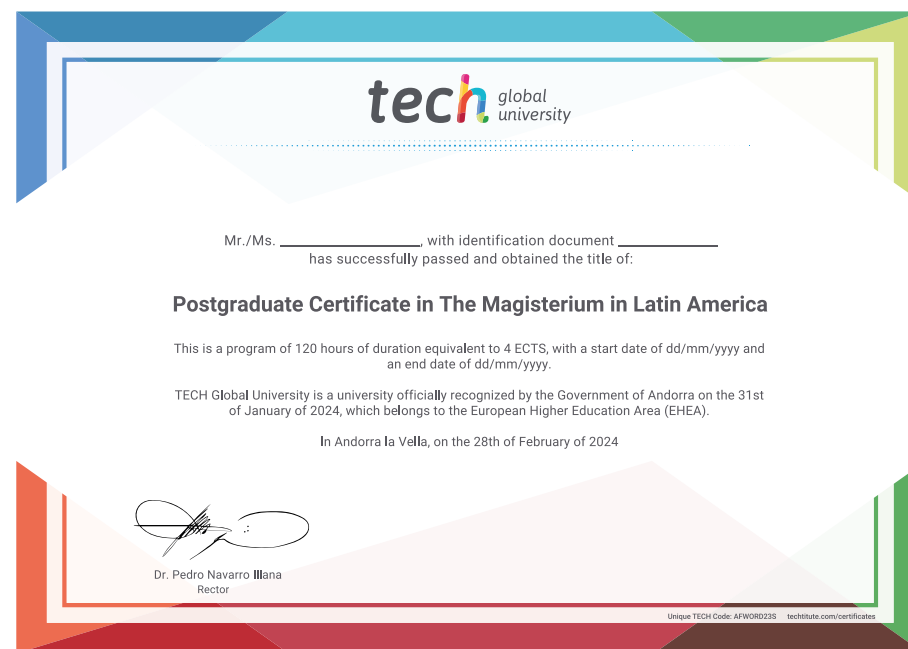 tech global
university
Mr./Ms. ____________________, with identification document ______________
has successfully passed and obtained the title of:
Postgraduate Certificate in The Magisterium in Latin America
This is a program of 120 hours of duration equivalent to 4 ECTS, with a start date of dd/mm/yyyy and
an end date of dd/mm/yyyy.
TECH Global University is a university officially recognized by the Government of Andorra on the 31st
of January of 2024, which belongs to the European Higher Education Area (EHEA).
In Andorra la Vella, on the 28th of February of 2024
Dr. Pedro Navarro Illana
Rector
Unique TECH Code: AFWORD23S techtitute.com/certificates